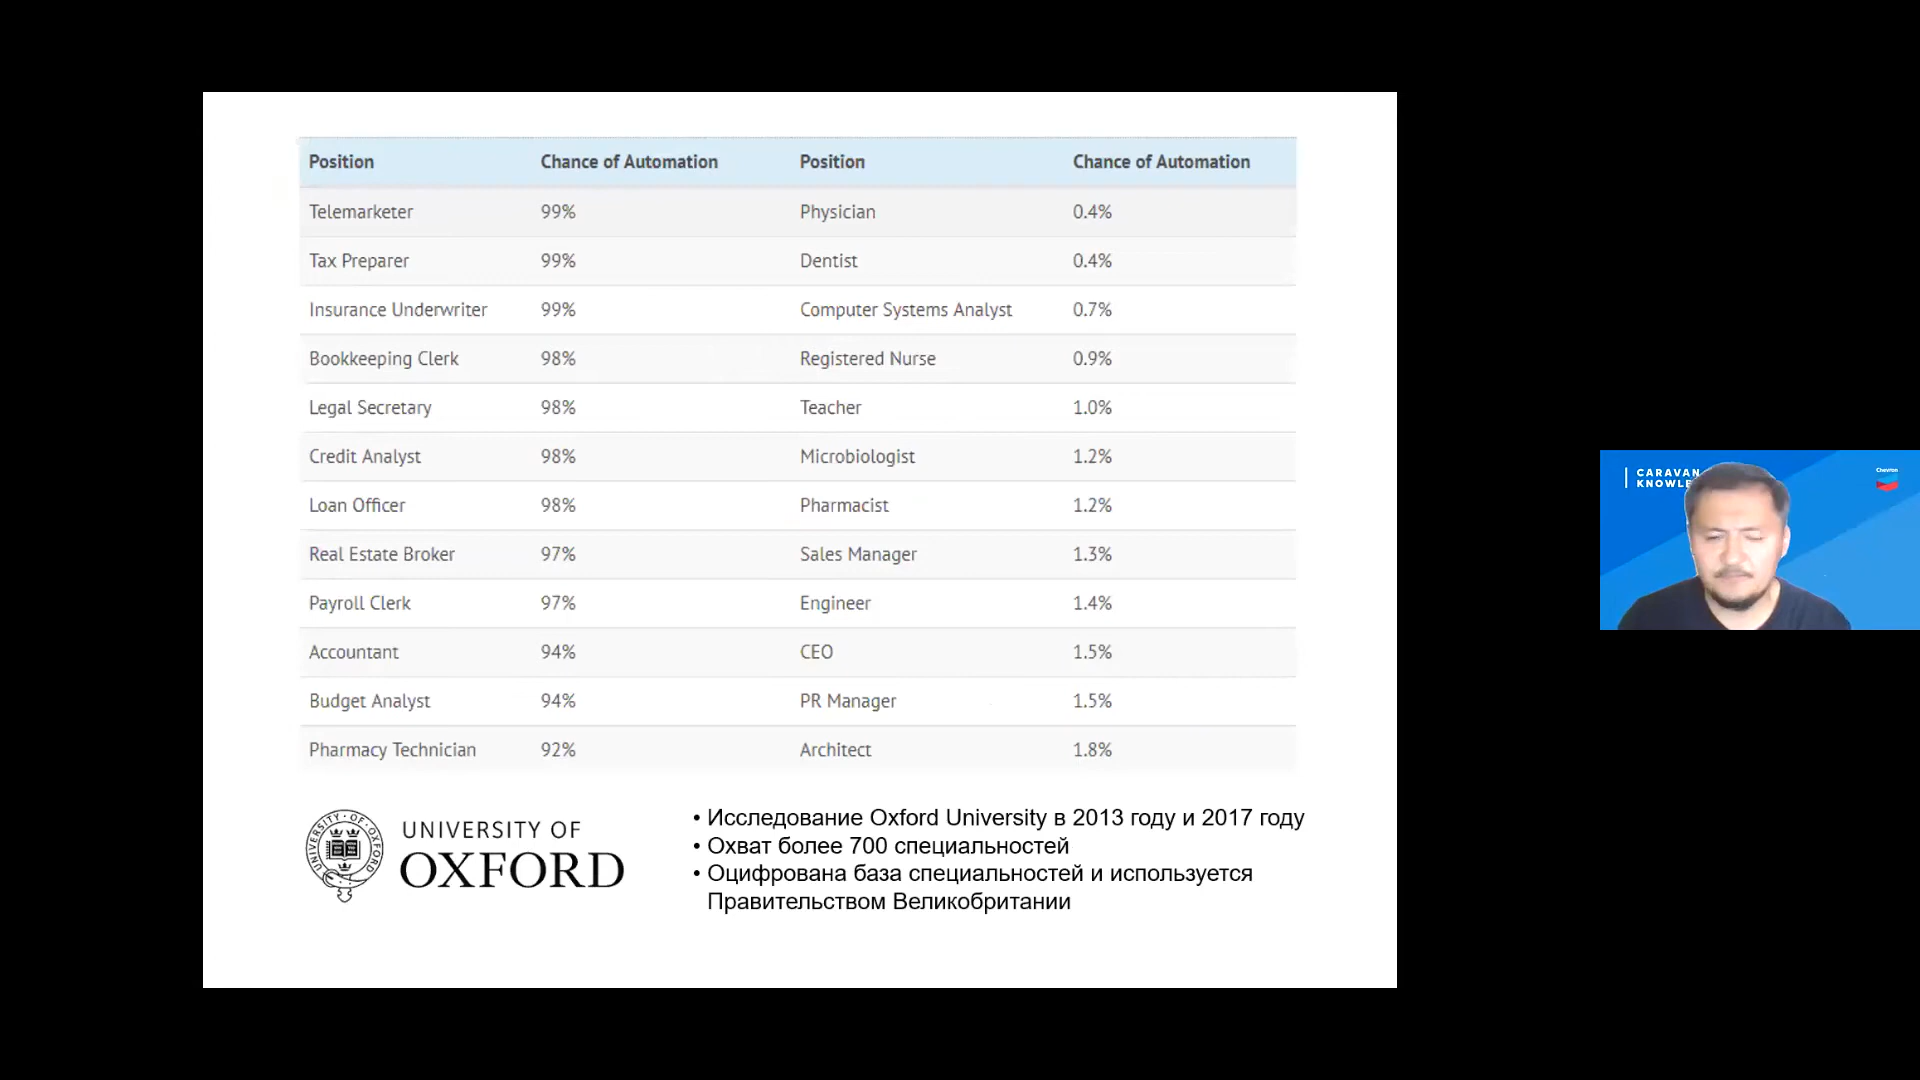 Position Chance of Automation Position Chance of Automation
Telemarketer 99% Physician 0.4%
Tax Preparer 99% Dentist 0.4%
Insurance Underwriter 99% Computer Systems Analyst 0.7%
Bookkeeping Clerk 98% Registered Nurse 0.9%
Legal Secretary 98% Teacher 1.0%
Credit Analyst 98% Microbiologist 1.2%
Loan Officer 98% Pharmacist 1.2%
Real Estate Broker 97% Sales Manager 1.3%
Payroll Clerk 97% Engineer 1.4%
Accountant 94% CEO 1.5%
Budget Analyst 94% PR Manager 1.5%
Pharmacy Technician 92% Architect 1.8%
UNIVERSITY OF OXFORD
UNIVERSITY OF
OXFORD
• Исследование Oxford University в 2013 году и 2017 году
• Охват более 700 специальностей
• Оцифрована база специальностей и используется
Правительством Великобритании
CARAVAN
KNOWLE
Chevron